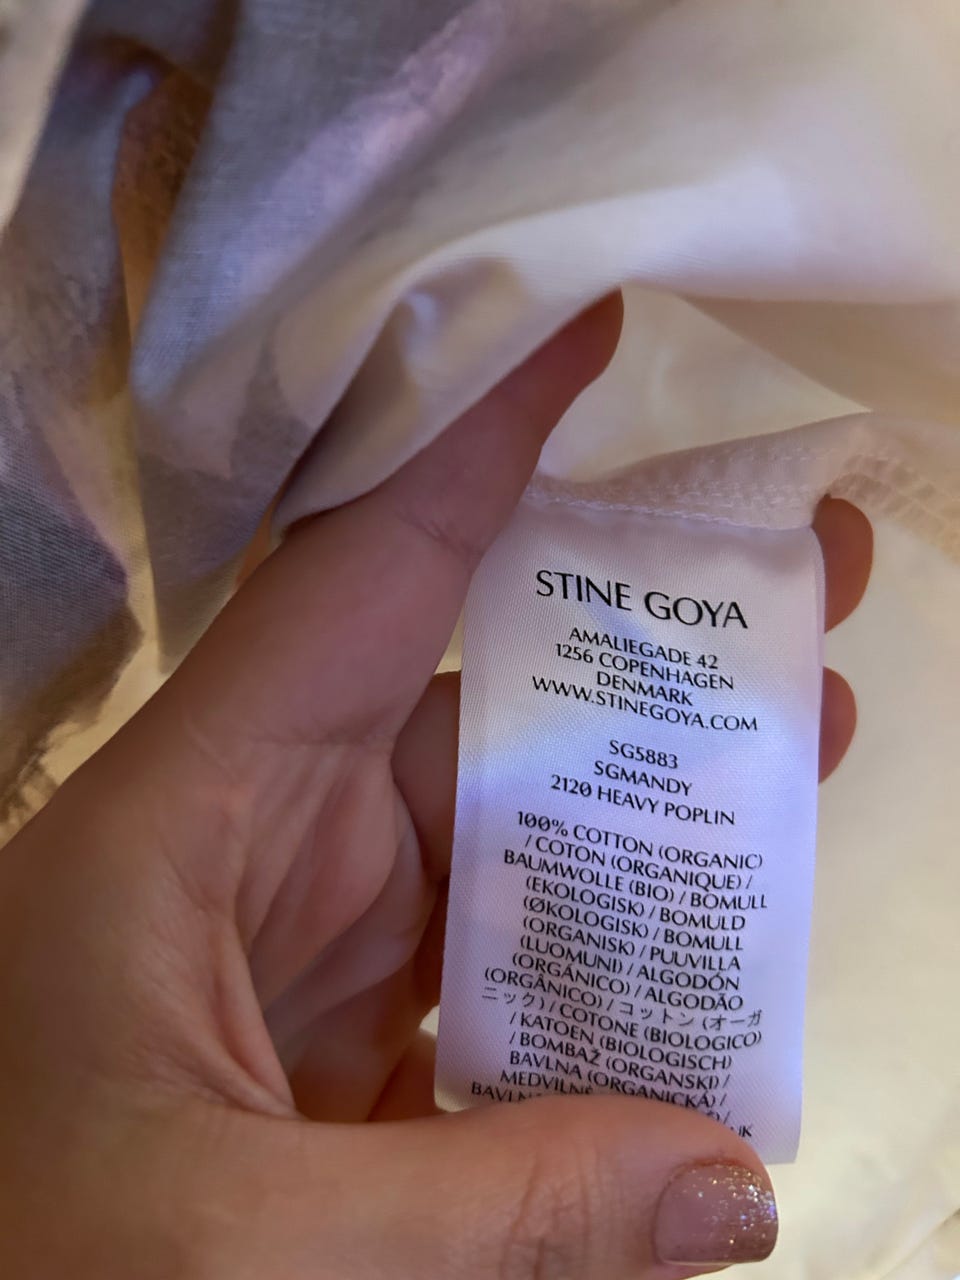 STINE GOYA
AMALIEGADE 42
1256 COPENHAGEN
DENMARK
WWW.STINEGOYA.COM
SG5883
SGMANDY
2120 HEAVY POPLIN
100% COTTON (ORGANIC)
/ COTON (ORGANIQUE) /
BAUMWOLLE (BIO) / BOMULL
(EKOLOGISK) / BOMULD
(ØKOLOGISK) / BOMULL
(ORGANISK) / PUUVILLA
(LUOMUNI) / ALGODÓN
(ORGÁNICO) / ALGODÃO
(ORGÂNICO) / コットン (オーガ
ニック) / COTONE (BIOLOGICO)
/ KATOEN (BIOLOGISCH)
/ BOMBAŽ (ORGANSKI) /
BAVLNA (ORGANICKÁ) /